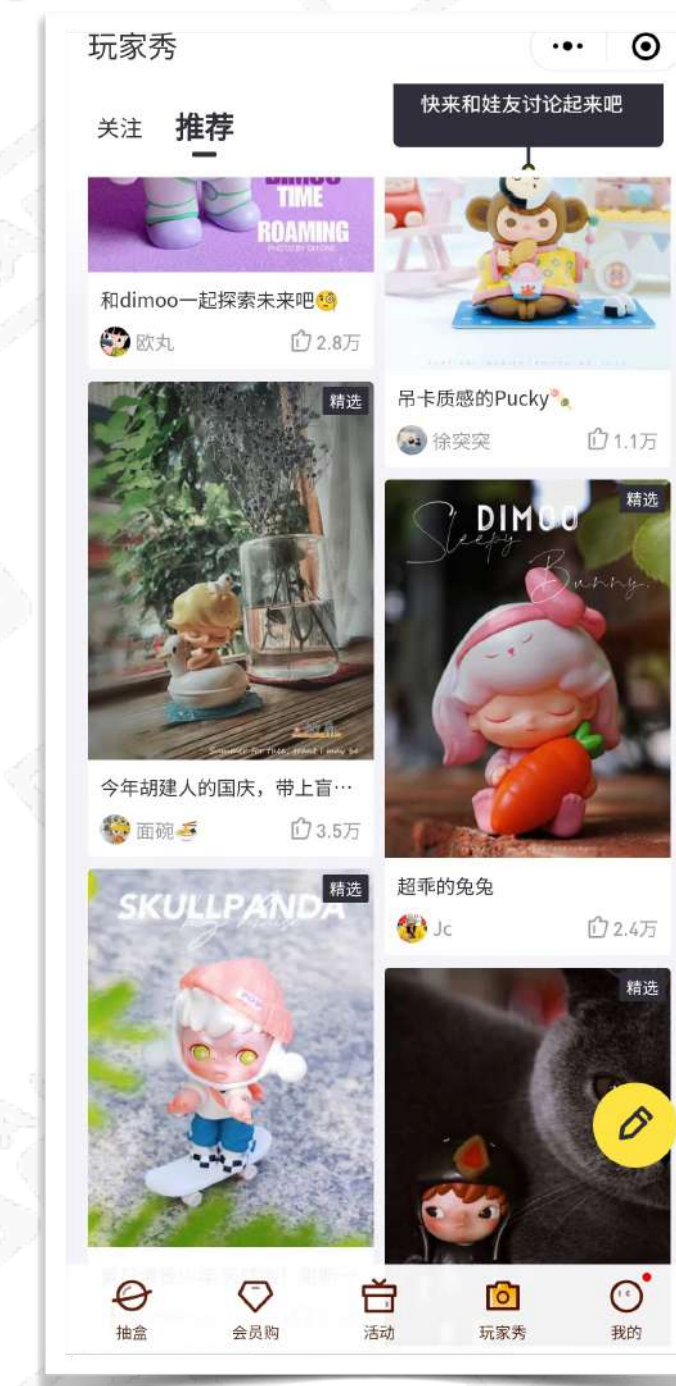 玩家秀
关注 推荐
快来和娃友讨论起来吧
TIME
ROAMING
和dimoo一起探索未来吧
欧丸 2.8万
吊卡质感的Pucky
徐突突 1.1万
精选
今年胡建人的国庆，带上盲…
面碗 3.5万
精选
DIMOO
Sleepy
Bunny.
超乖的兔兔
Jc 2.4万
精选
SKULLPANDA
精选
抽盒
会员购
活动
玩家秀
我的